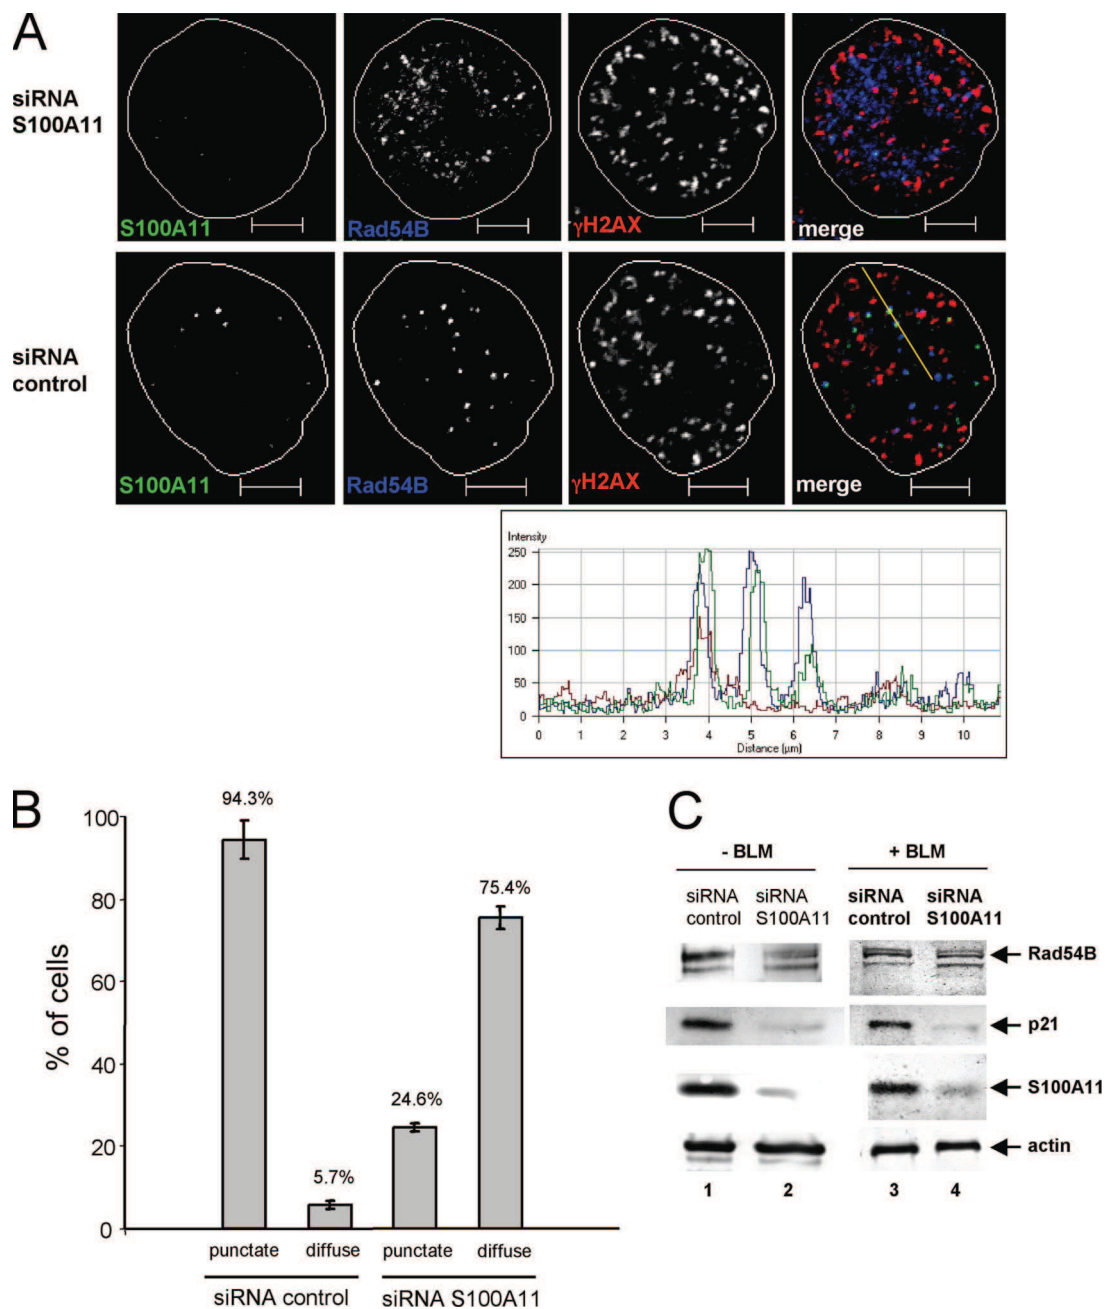 A
siRNA
S100A11
S100A11
Rad54B
γH2AX
merge
siRNA
control
S100A11
Rad54B
γH2AX
merge
Intensity
250
200
150
100
50
0
0 1 2 3 4 5 6 7 8 9 10
Distance (µm)
B
% of cells
100
80
60
40
20
0
94.3%
5.7%
24.6%
75.4%
punctate diffuse punctate diffuse
siRNA control siRNA S100A11
C
- BLM + BLM
siRNA siRNA siRNA siRNA
control S100A11 control S100A11
Rad54B
p21
S100A11
actin
1 2 3 4